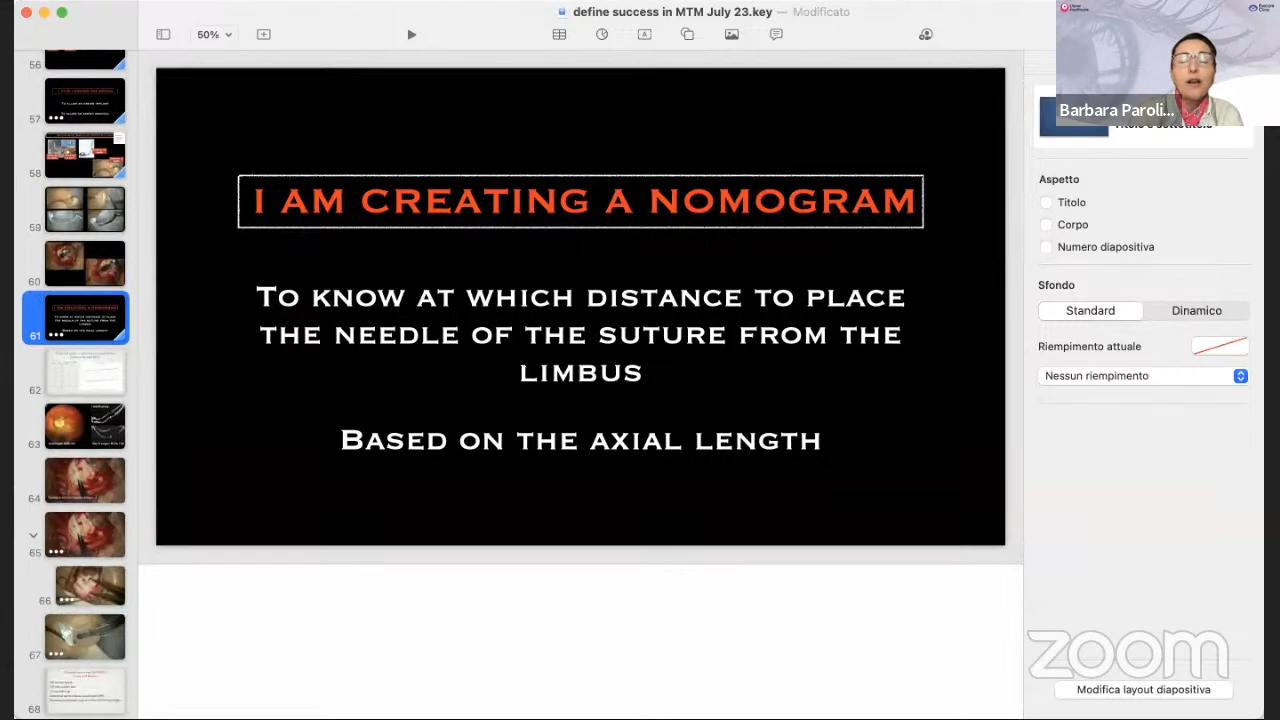 define success in MTM July 23.key — Modificato
50%
Barbara Paroli...
56
57
58
59
60
61
62
63
64
65
66
67
68
I AM CREATING A NOMOGRAM
TO KNOW AT WHICH DISTANCE TO PLACE
THE NEEDLE OF THE SUTURE FROM THE
LIMBUS
BASED ON THE AXIAL LENGTH
Aspetto
Titolo
Corpo
Numero diapositiva
Sfondo
Standard
Dinamico
Riempimento attuale
Nessun riempimento
zoom
Modifica layout diapositiva